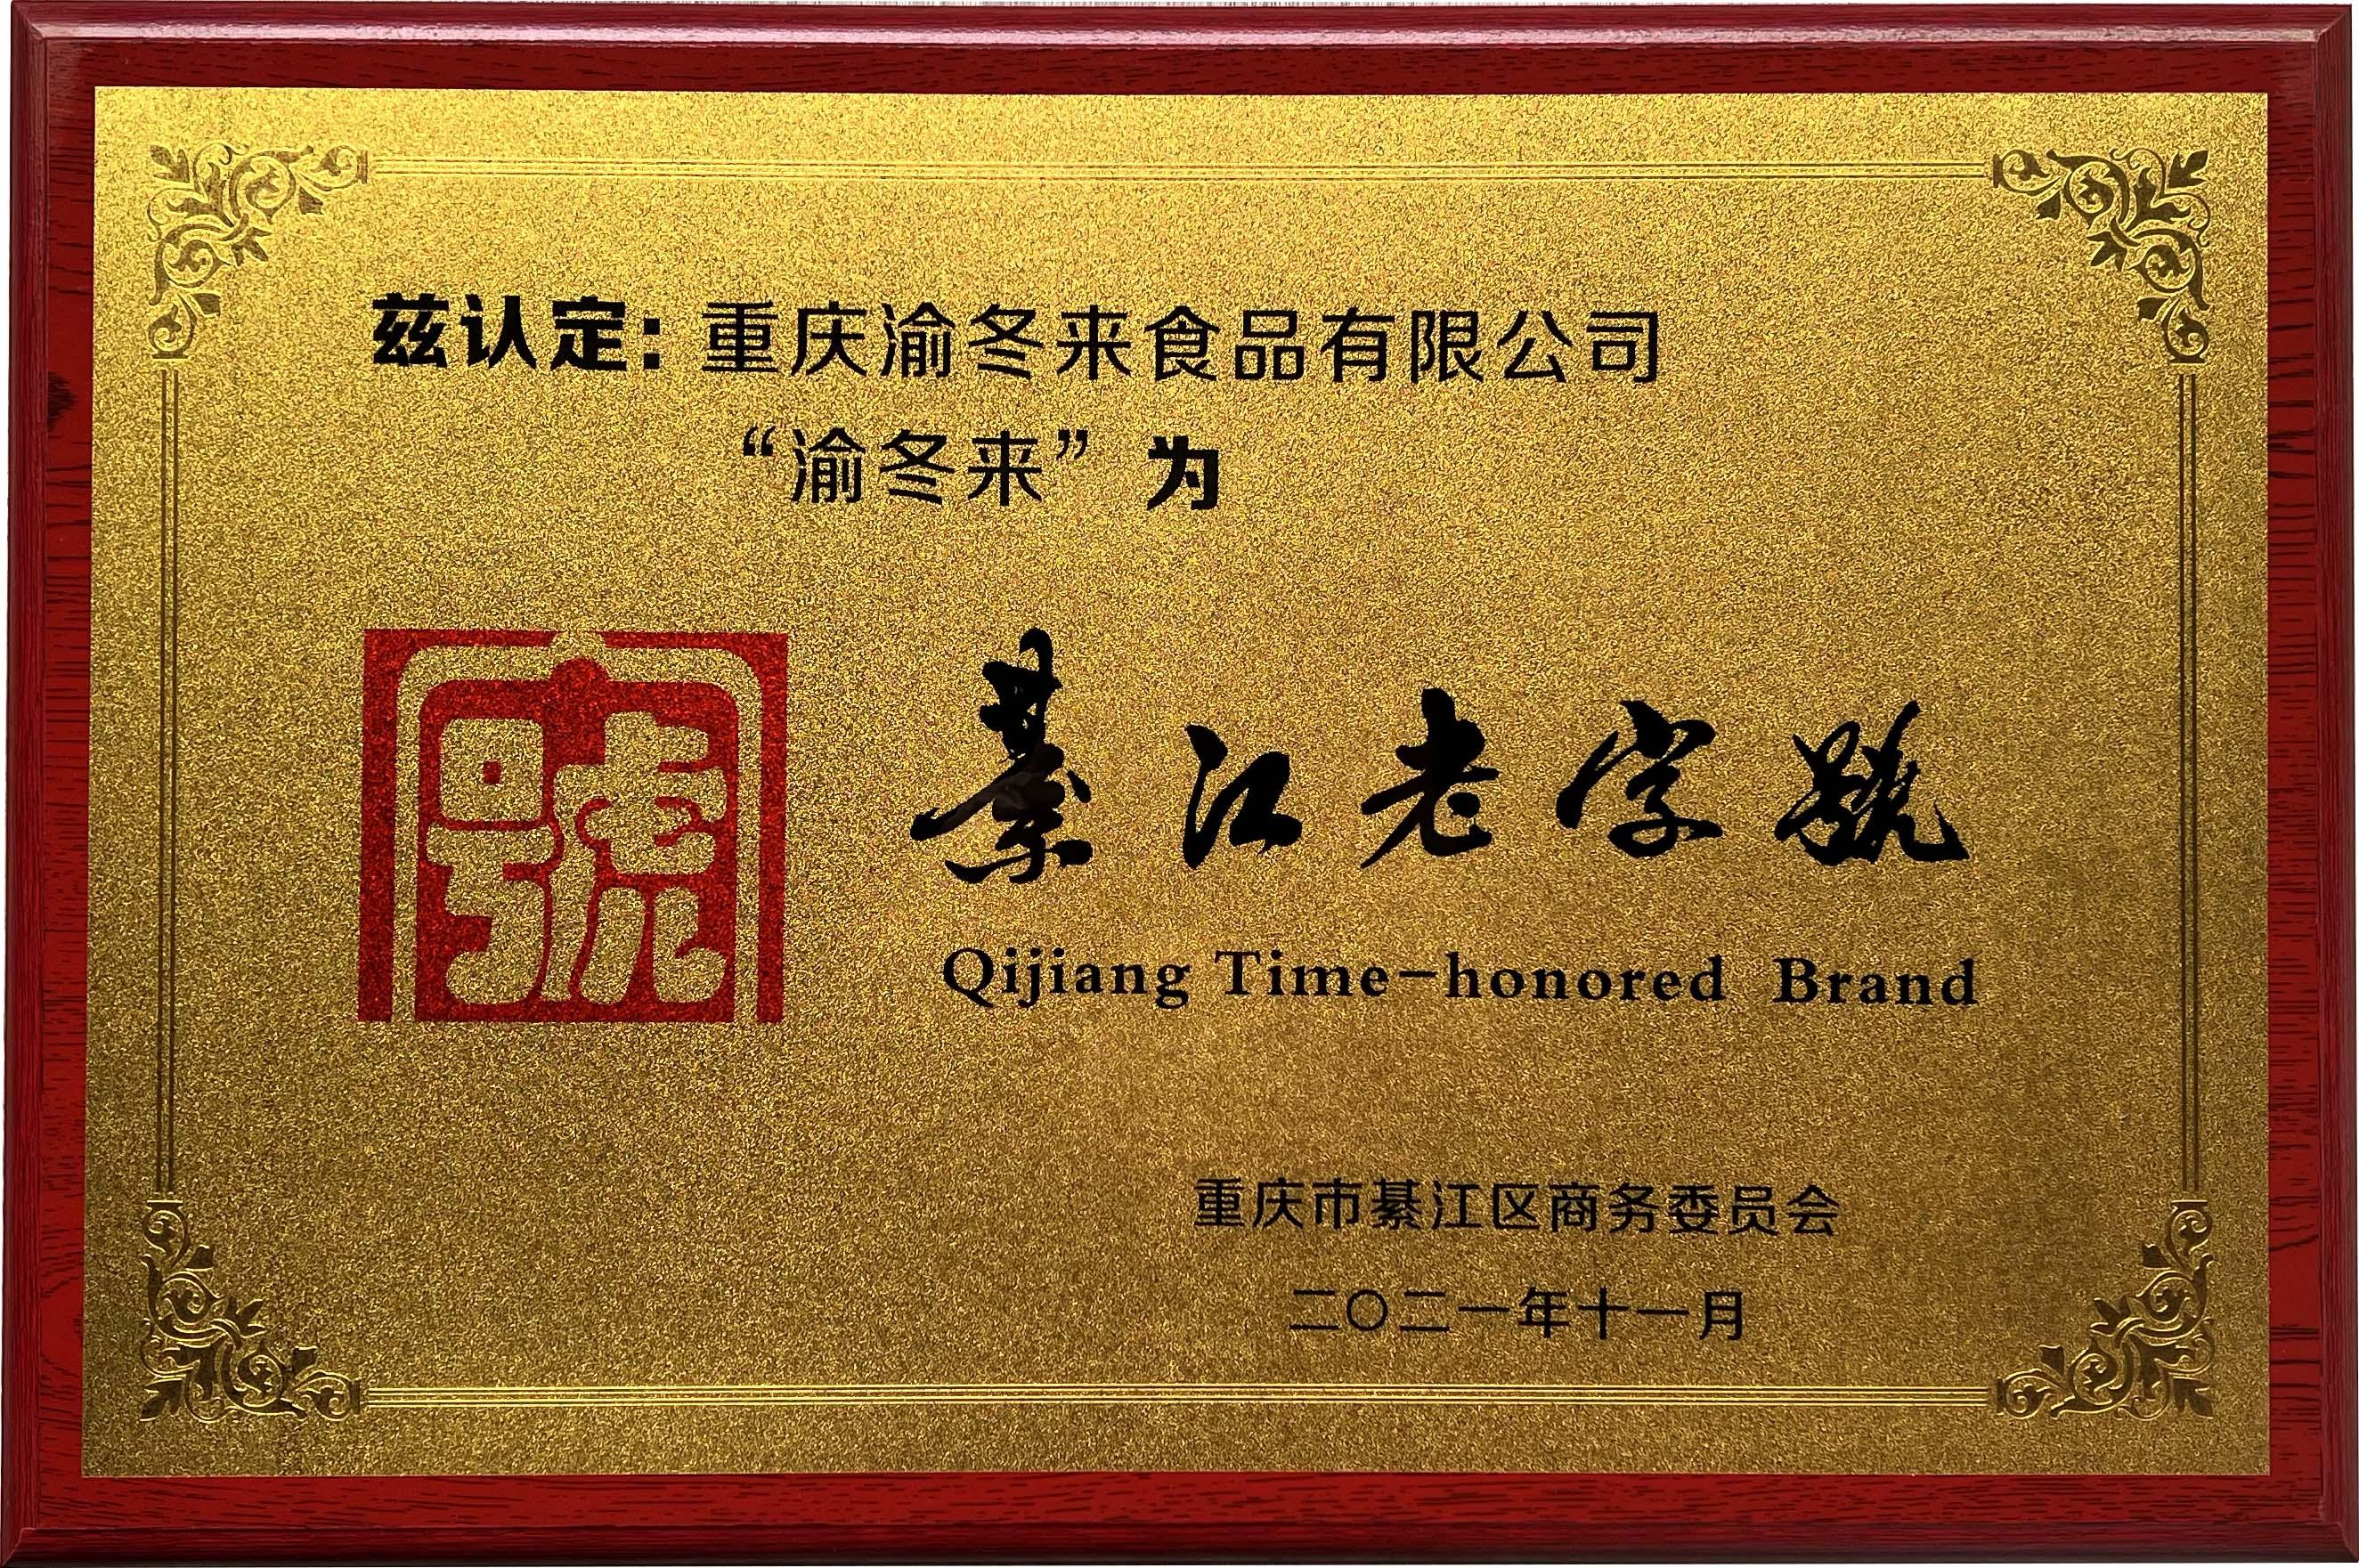 兹认定：重庆渝冬来食品有限公司
“渝冬来” 为
號
綦江老字號
Qijiang Time-honored Brand
重庆市綦江区商务委员会
二〇二一年十一月